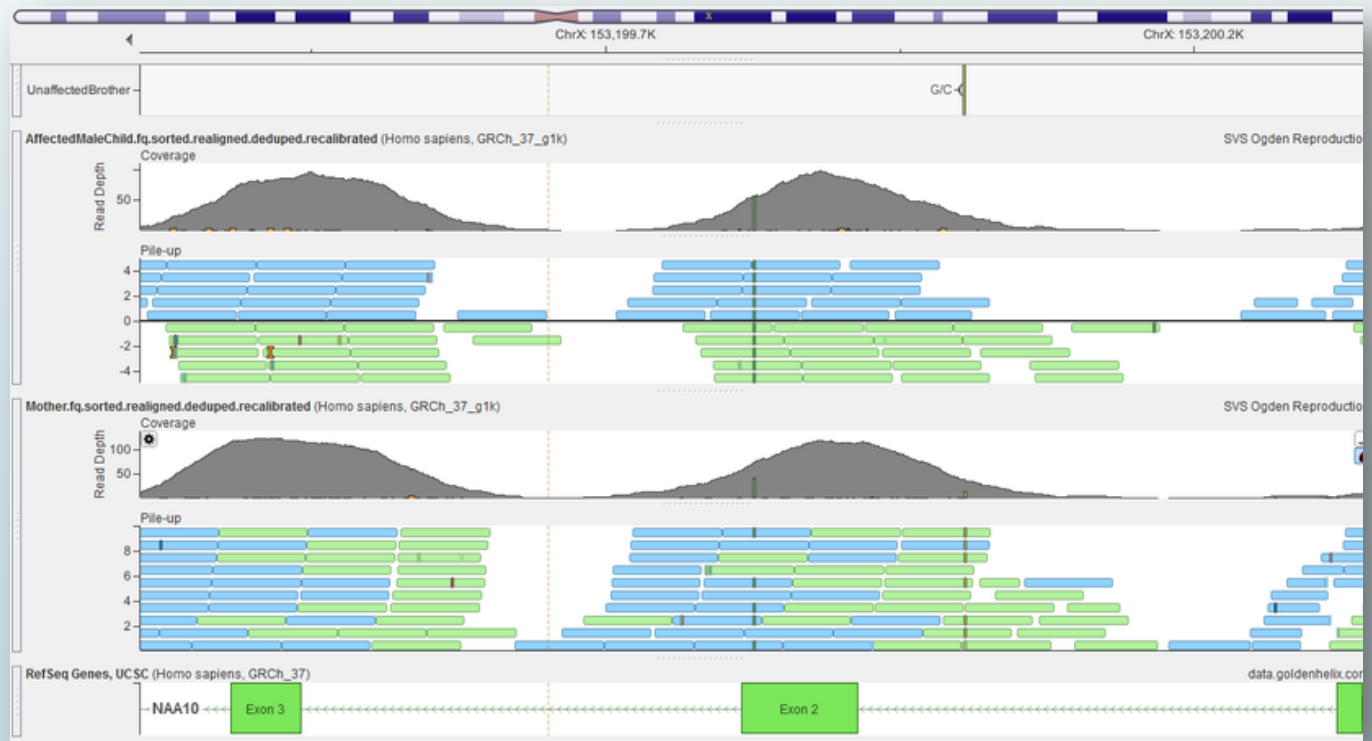 X
ChrX: 153,199.7K
ChrX: 153,200.2K
UnaffectedBrother
G/C
AffectedMaleChild.fq.sorted.realigned.deduped.recalibrated (Homo sapiens, GRCh_37_g1k)
SVS Ogden Reproductio
Coverage
Read Depth
50
Pile-up
4
2
0
-2
-4
Mother.fq.sorted.realigned.deduped.recalibrated (Homo sapiens, GRCh_37_g1k)
SVS Ogden Reproductio
Coverage
Read Depth
100
50
Pile-up
8
6
4
2
RefSeq Genes, UCSC (Homo sapiens, GRCh_37)
data.goldenhelix.cor
NAA10
Exon 3
Exon 2